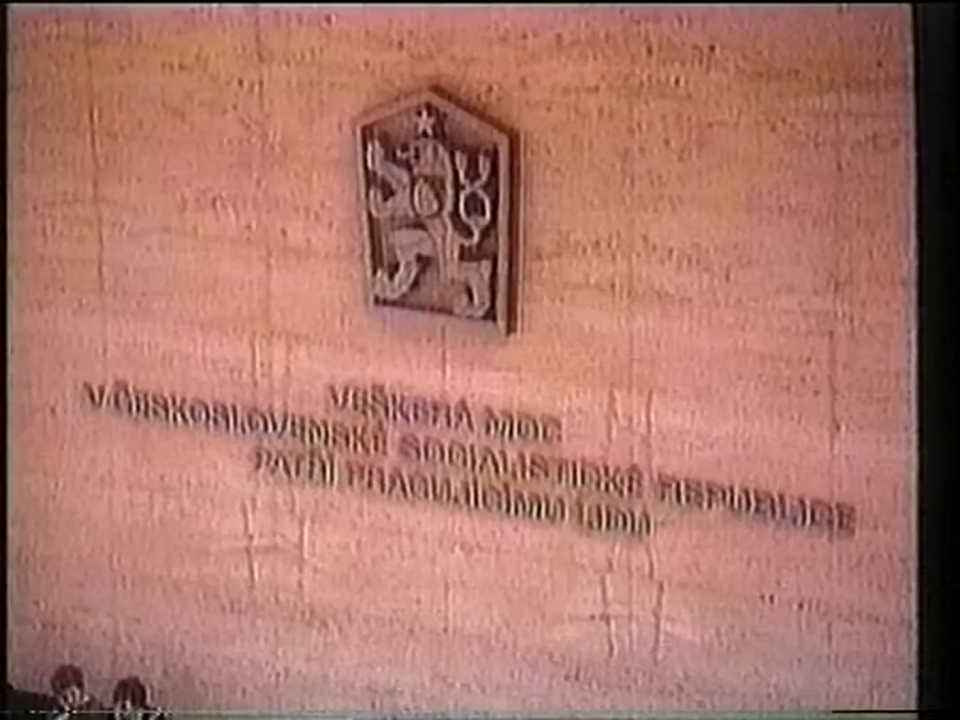 VEŠKERÁ MOC
V ČESKOSLOVENSKÉ SOCIALISTICKÉ REPUBLICE
PATŘÍ PRACUJÍCÍMU LIDU